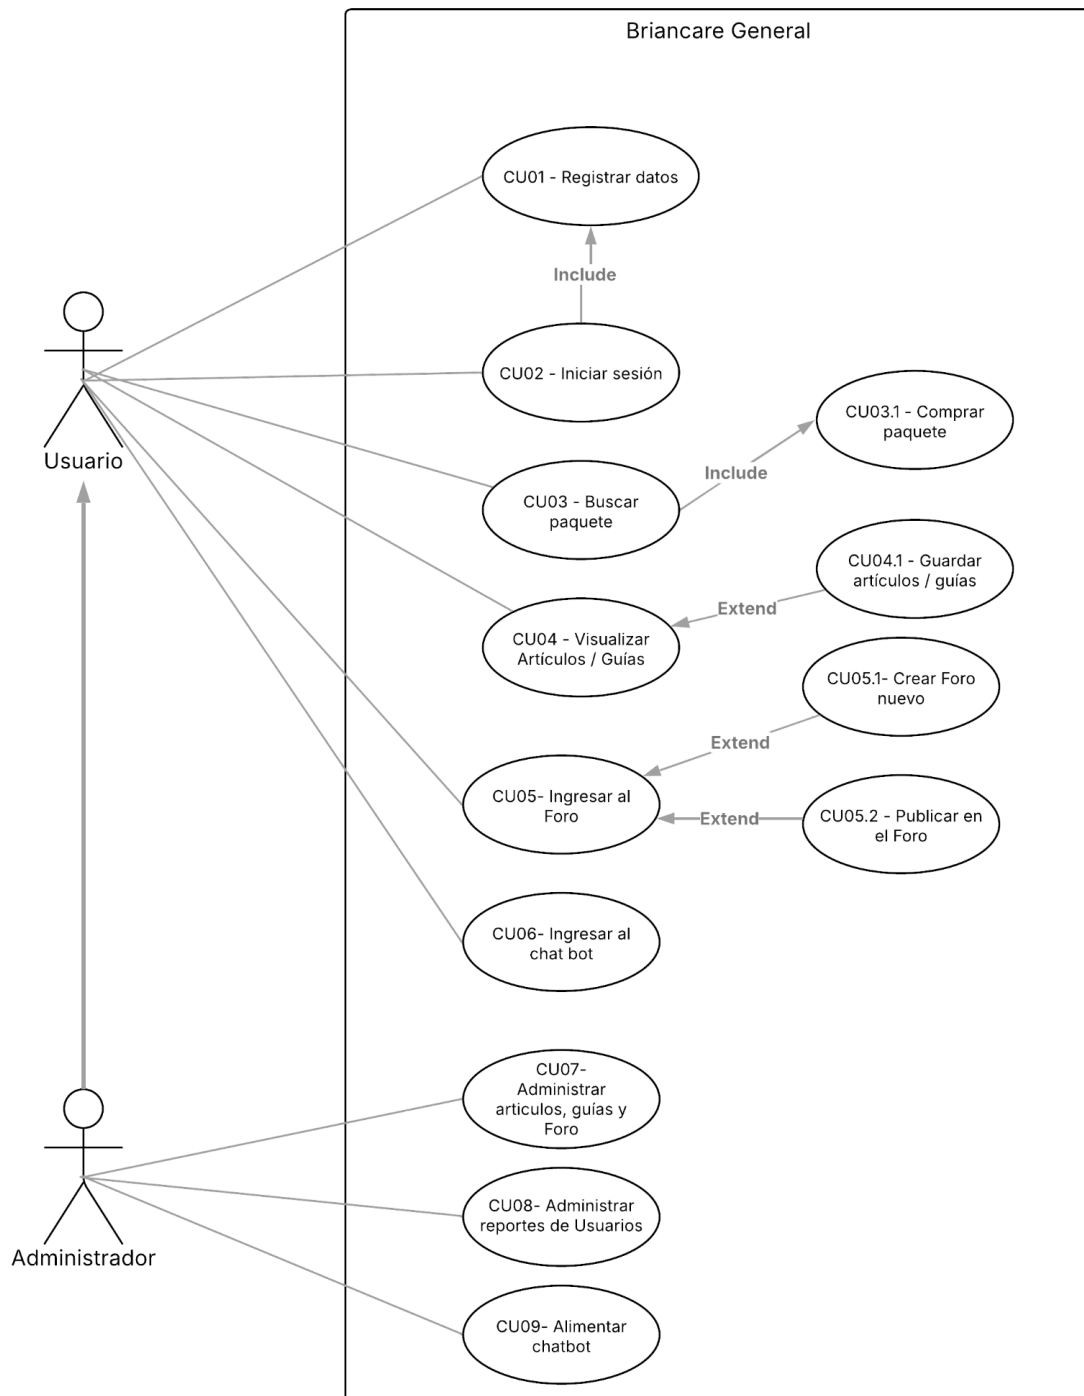 Briancare General
CU01 - Registrar datos
Include
CU02 - Iniciar sesión
Usuario
CU03 - Buscar
paquete
Include
CU03.1 - Comprar
paquete
CU04 - Visualizar
Artículos / Guías
Extend
CU04.1 - Guardar
artículos / guías
CU05- Ingresar al
Foro
Extend
CU05.1- Crear Foro
nuevo
Extend
CU05.2 - Publicar en
el Foro
CU06- Ingresar al
chat bot
CU07-
Administrar
articulos, guías y
Foro
CU08- Administrar
reportes de Usuarios
Administrador
CU09- Alimentar
chatbot